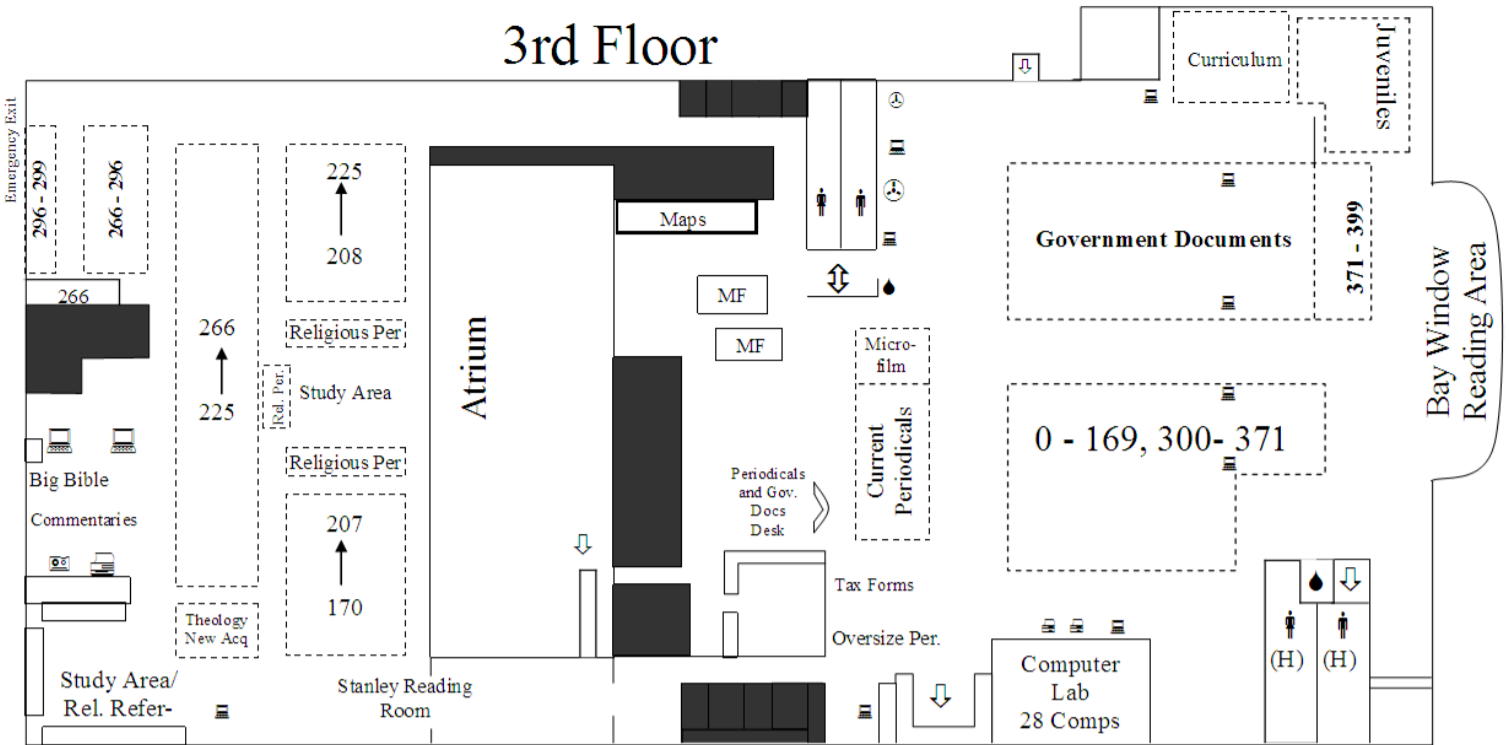 3rd Floor
Emergency Exit
296 - 299
266 - 296
266
266
225
225
208
Religious Per
Rel. Per.
Study Area
Religious Per
207
170
Theology
New Acq
Big Bible
Commentaries
Study Area/
Rel. Refer-
Stanley Reading
Room
Atrium
Maps
MF
MF
Micro-
film
Current
Periodicals
Periodicals
and Gov.
Docs
Desk
Tax Forms
Oversize Per.
Curriculum
Juveniles
Government Documents
371 - 399
Bay Window
Reading Area
0 - 169, 300- 371
Computer
Lab
28 Comps
(H)
(H)